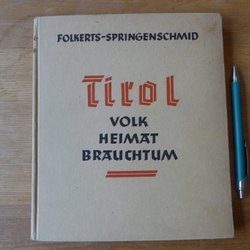 FOLKERTS-SPRINGENSCHMID
Tirol
VOLK
HEIMAT
BRAUCHTUM